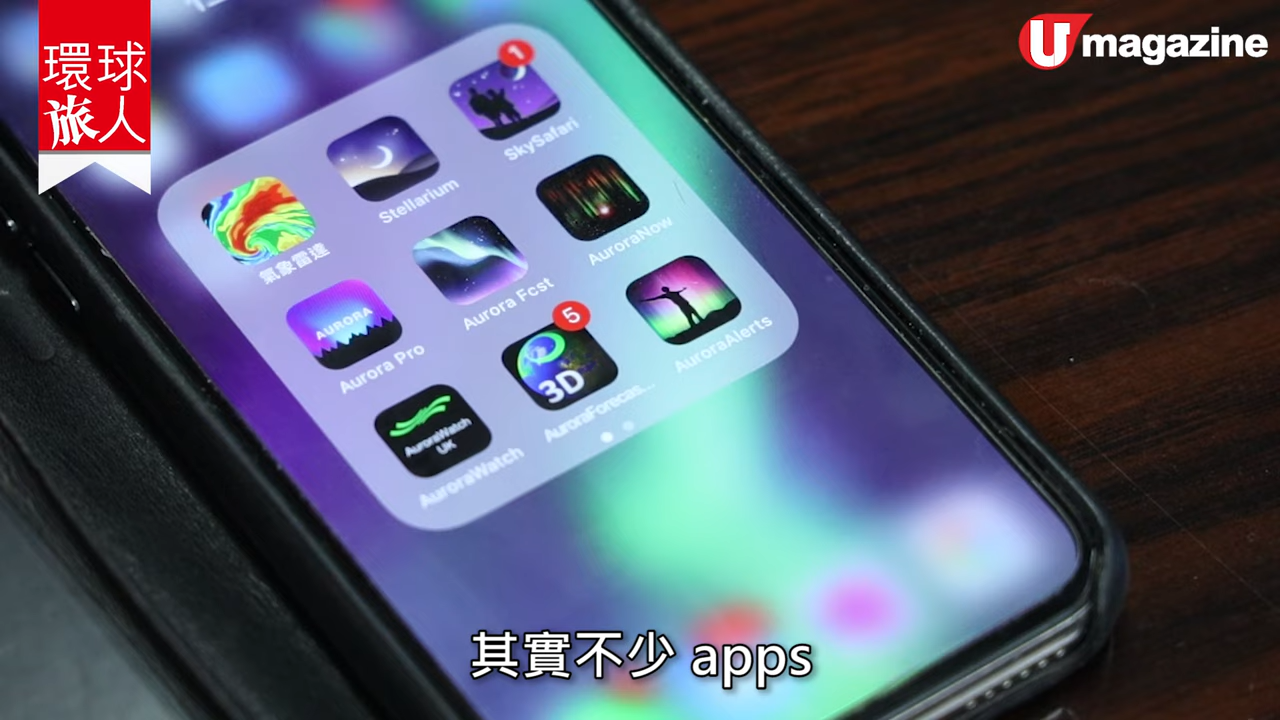 環球
旅人
U magazine
1
SkySafari
Stellarium
氣象雷達
AuroraNow
Aurora Fcst
AURORA
Aurora Pro
AuroraAlerts
5
3D
AuroraForecas...
AuroraWatch
UK
AuroraWatch
其實不少 apps